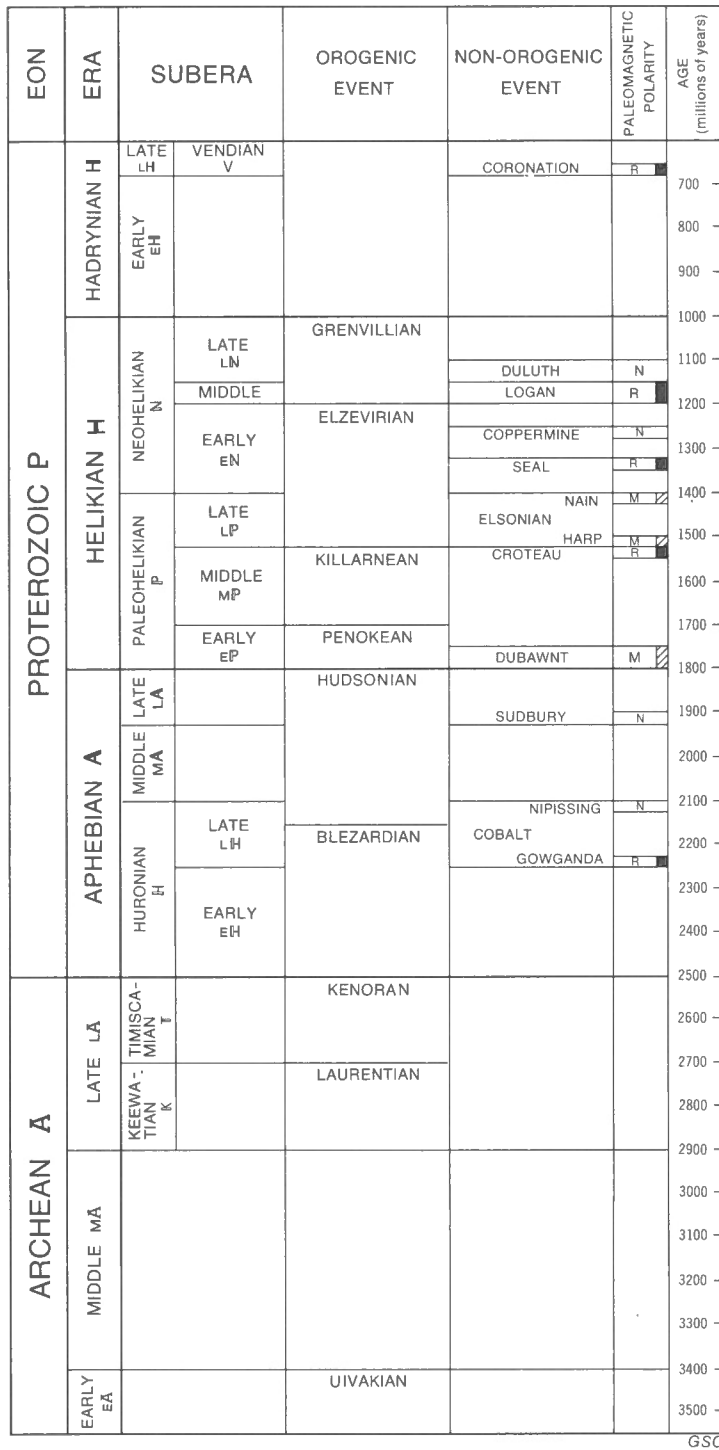 EON
ERA
SUBERA
OROGENIC
EVENT
NON-OROGENIC
EVENT
PALEOMAGNETIC
POLARITY
AGE
(millions of years)
PROTEROZOIC P
HADRYNIAN H
LATE
LH
VENDIAN
V
CORONATION
R
700
EARLY
EH
800
900
1000
HELIKIAN H
NEOHELIKIAN
N
LATE
LN
GRENVILLIAN
1100
DULUTH
N
MIDDLE
LOGAN
R
1200
EARLY
EN
ELZEVIRIAN
COPPERMINE
N
1300
SEAL
R
1400
PALEOHELIKIAN
P
LATE
LP
NAIN
M
ELSONIAN
1500
HARP
M
MIDDLE
MP
KILLARNEAN
CROTEAU
R
1600
1700
EARLY
EP
PENOKEAN
DUBAWNT
M
1800
APHEBIAN A
LATE
LA
HUDSONIAN
1900
SUDBURY
N
MIDDLE
MA
2000
2100
HURONIAN
H
LATE
LH
NIPISSING
N
BLEZARDIAN
COBALT
2200
GOWGANDA
R
2300
EARLY
EH
2400
2500
ARCHEAN A
LATE LA
TIMISCA-
MIAN T
KENORAN
2600
2700
KEEWA-
TIAN K
LAURENTIAN
2800
2900
MIDDLE MA
3000
3100
3200
3300
3400
EARLY
EA
UIVAKIAN
3500
GSC